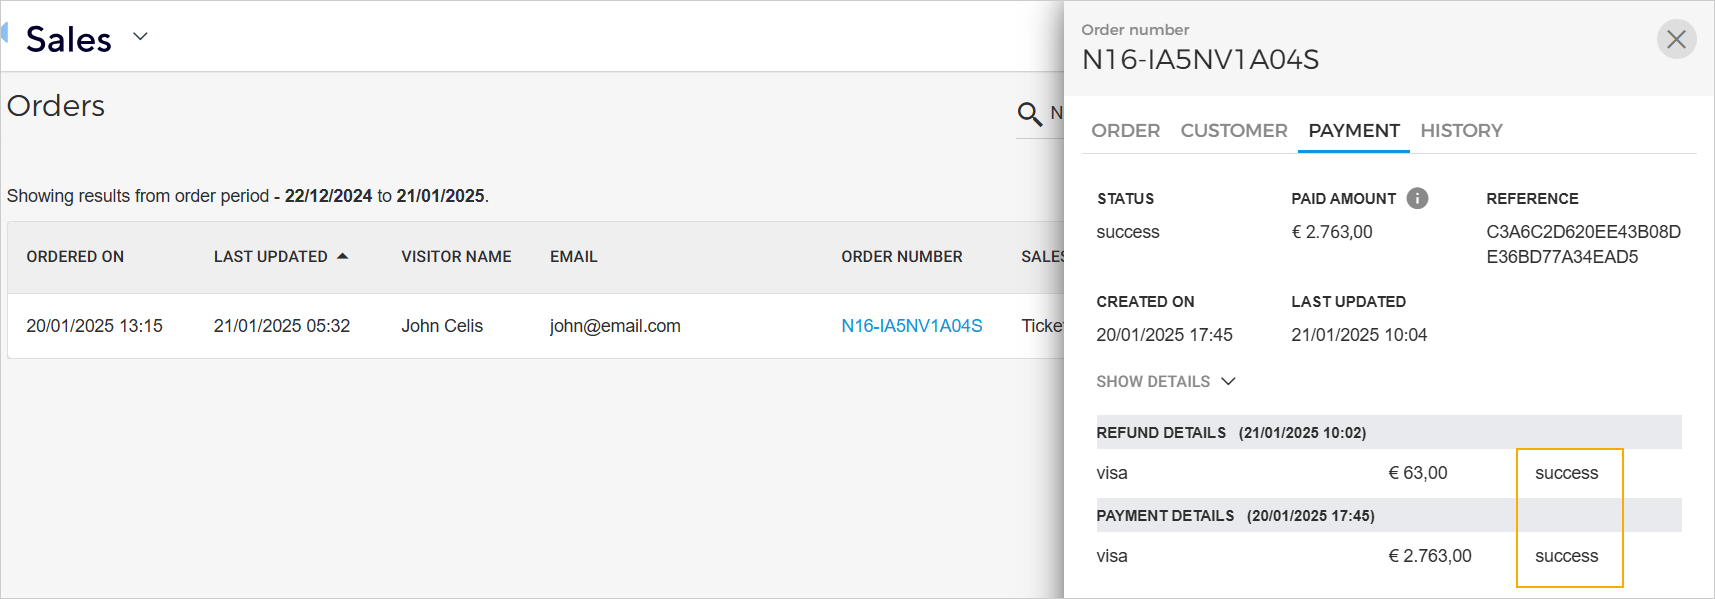 Sales
Orders
N
Showing results from order period - 22/12/2024 to 21/01/2025.
ORDERED ON LAST UPDATED VISITOR NAME EMAIL ORDER NUMBER SALES
20/01/2025 13:15 21/01/2025 05:32 John Celis john@email.com N16-IA5NV1A04S Ticke
Order number
N16-IA5NV1A04S
ORDER CUSTOMER PAYMENT HISTORY
STATUS PAID AMOUNT i REFERENCE
success € 2.763,00 C3A6C2D620EE43B08D
E36BD77A34EAD5
CREATED ON LAST UPDATED
20/01/2025 17:45 21/01/2025 10:04
SHOW DETAILS
REFUND DETAILS (21/01/2025 10:02)
visa € 63,00 success
PAYMENT DETAILS (20/01/2025 17:45)
visa € 2.763,00 success